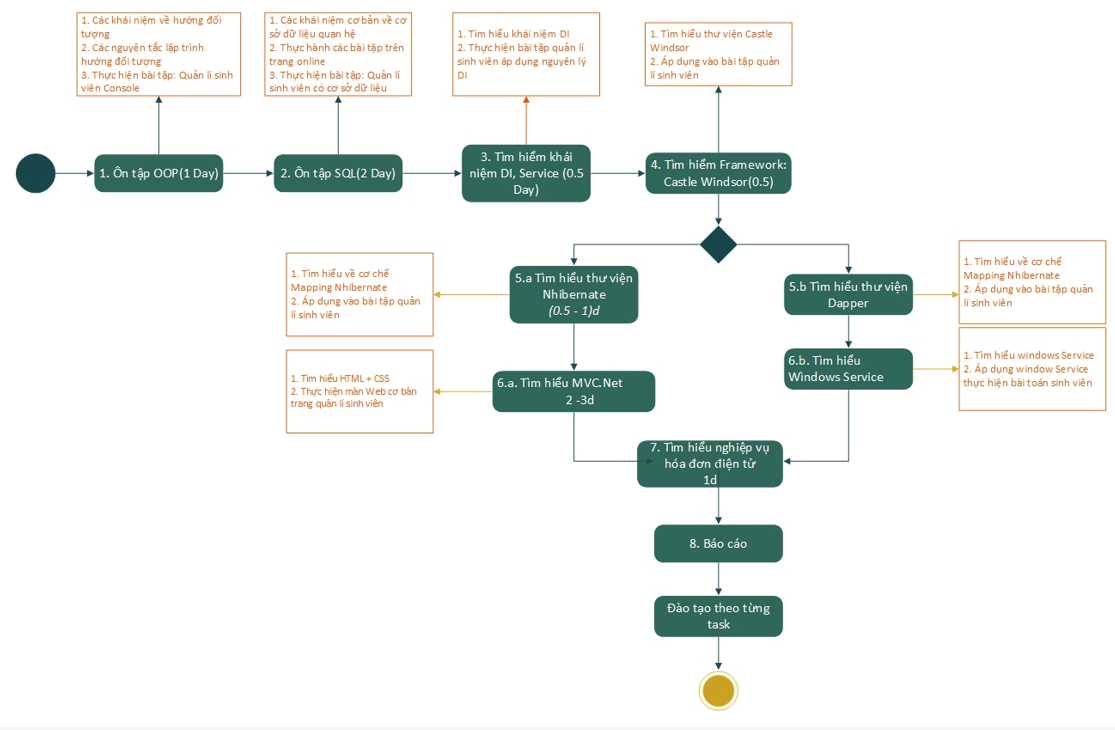 1. Các khái niệm về hướng đối
tượng
2. Các nguyên tắc lập trình
hướng đối tượng
3. Thực hiện bài tập: Quản lí sinh
viên Console
1. Các khái niệm cơ bản về cơ
sở dữ liệu quan hệ
2. Thực hành các bài tập trên
trang online
3. Thực hiện bài tập: Quản lí
sinh viên có cơ sở dữ liệu
1. Tìm hiểu khái niệm DI
2. Thực hiện bài tập quản lí
sinh viên áp dụng nguyên lý
DI
1. Tìm hiểu thư viện Castle
Windsor
2. Áp dụng vào bài tập quản
lí sinh viên
1. Ôn tập OOP(1 Day)
2. Ôn tập SQL(2 Day)
3. Tìm hiểm khái
niệm DI, Service (0.5
Day)
4. Tìm hiểm Framework:
Castle Windsor(0.5)
1. Tìm hiểu về cơ chế
Mapping Nhibernate
2. Áp dụng vào bài tập quản
lí sinh viên
5.a Tìm hiểu thư viện
Nhibernate
(0.5 - 1)d
5.b Tìm hiểu thư viện
Dapper
1. Tìm hiểu về cơ chế
Mapping Nhibernate
2. Áp dụng vào bài tập quản
lí sinh viên
1. Tìm hiểu HTML + CSS
2. Thực hiện màn Web cơ bản
trang quản lí sinh viên
6.a. Tìm hiểu MVC.Net
2 -3d
6.b. Tìm hiểu
Windows Service
1. Tìm hiểu windows Service
2. Áp dụng window Service
thực hiện bài toán sinh viên
7. Tìm hiểu nghiệp vụ
hóa đơn điện tử
1d
8. Báo cáo
Đào tạo theo từng
task